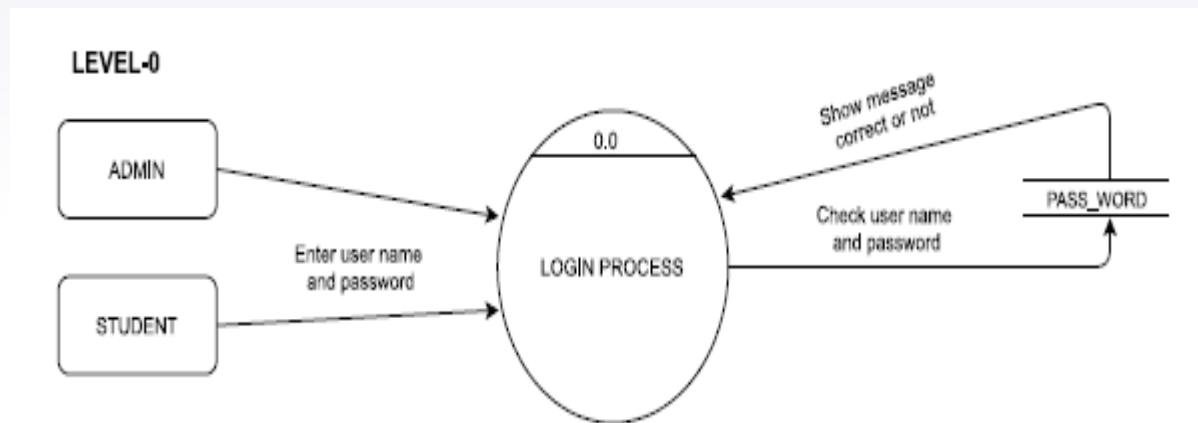 LEVEL-0
ADMIN
STUDENT
Enter user name
and password
0.0
LOGIN PROCESS
Show message
correct or not
Check user name
and password
PASS_WORD